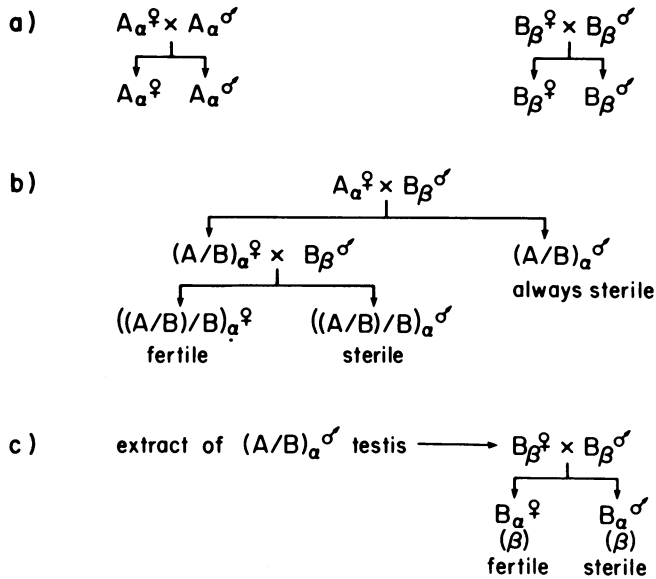 a) Aα♀ × Aα♂ Bβ♀ × Bβ♂
Aα♀ Aα♂ Bβ♀ Bβ♂
b) Aα♀ × Bβ♂
(A/B)α♀ × Bβ♂ (A/B)α♂
always sterile
((A/B)/B)α♀ ((A/B)/B)α♂
fertile sterile
c) extract of (A/B)α♂ testis Bβ♀ × Bβ♂
Bα♀ Bα♂
(β) (β)
fertile sterile